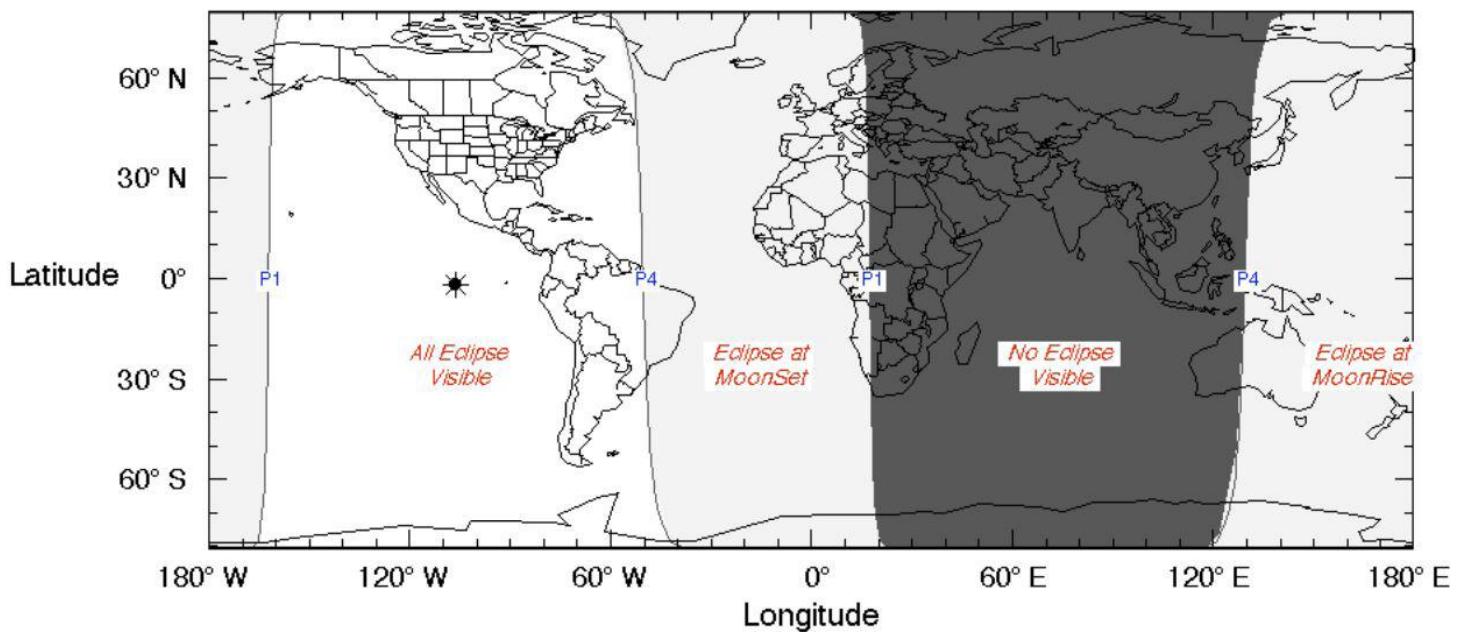 60° N
30° N
Latitude
0°
P1
P4
P1
P4
All Eclipse
Visible
Eclipse at
MoonSet
No Eclipse
Visible
Eclipse at
MoonRise
30° S
60° S
180° W
120° W
60° W
0°
60° E
120° E
180° E
Longitude